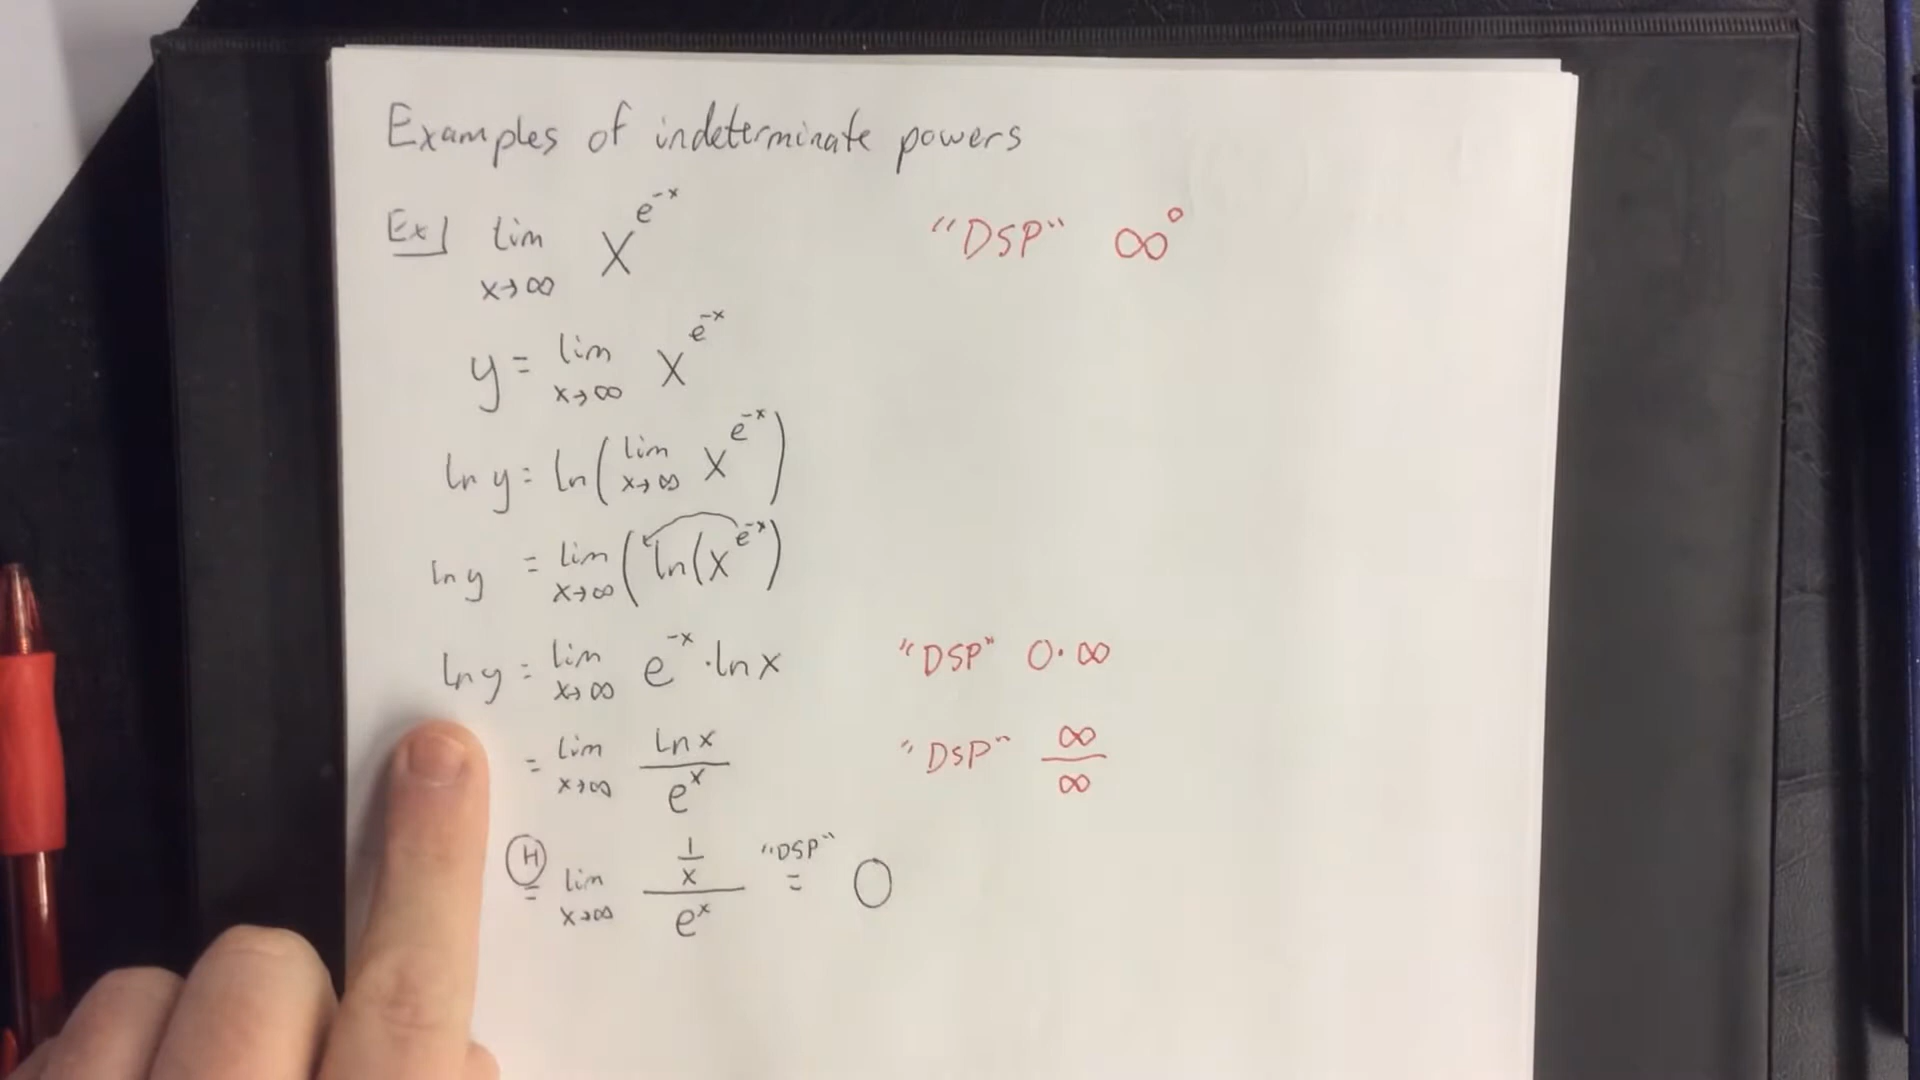 Examples of indeterminate powers
Ex] lim x→∞ x^e^-x "DSP" ∞^0
y = lim x→∞ x^e^-x
ln y = ln(lim x→∞ x^e^-x)
ln y = lim x→∞ (ln(x^e^-x)
ln y = lim x→∞ e^-x · ln x "DSP" 0·∞
= lim x→∞ ln x / e^x "DSP" ∞/∞
(H) = lim x→∞ 1/x / e^x "DSP" = 0